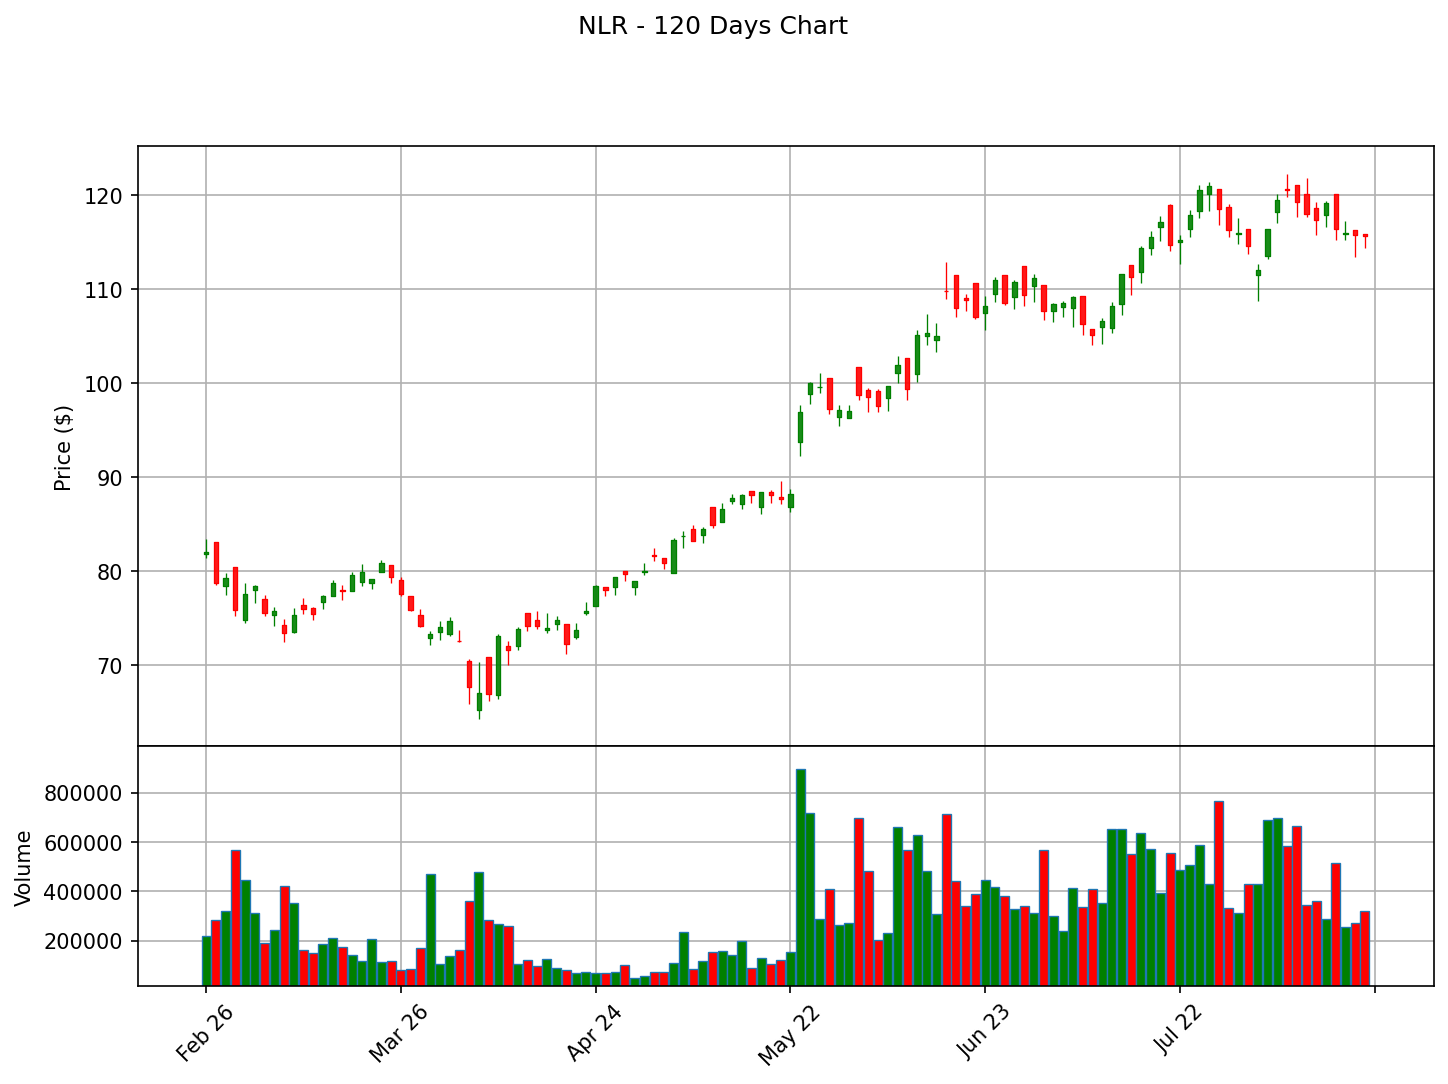 NLR - 120 Days Chart
120
110
100
90
80
70
Price ($)
800000
600000
400000
200000
Volume
Feb 26
Mar 26
Apr 24
May 22
Jun 23
Jul 22